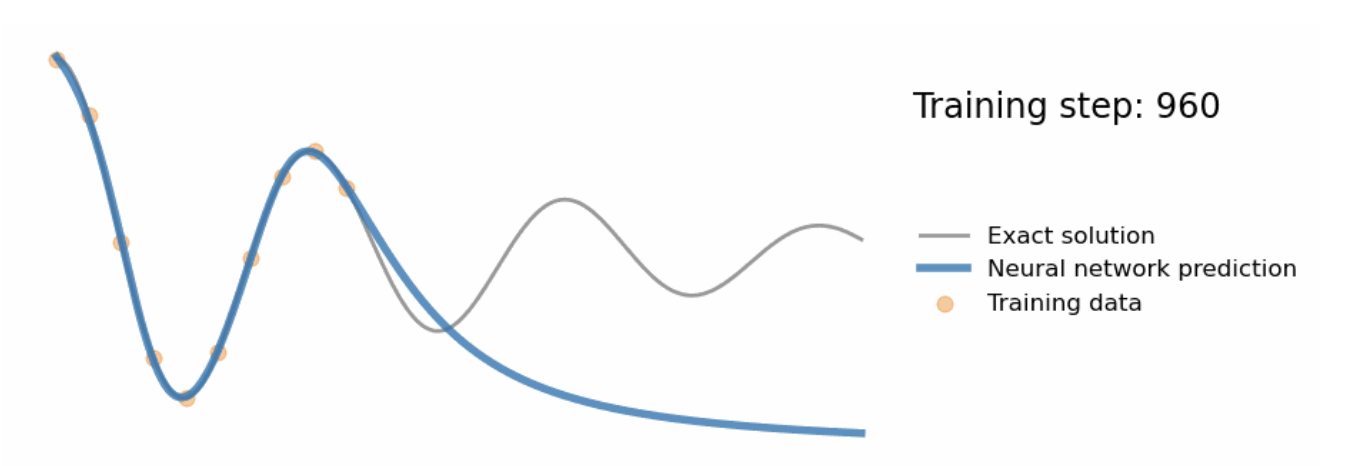 Training step: 960
Exact solution
Neural network prediction
Training data